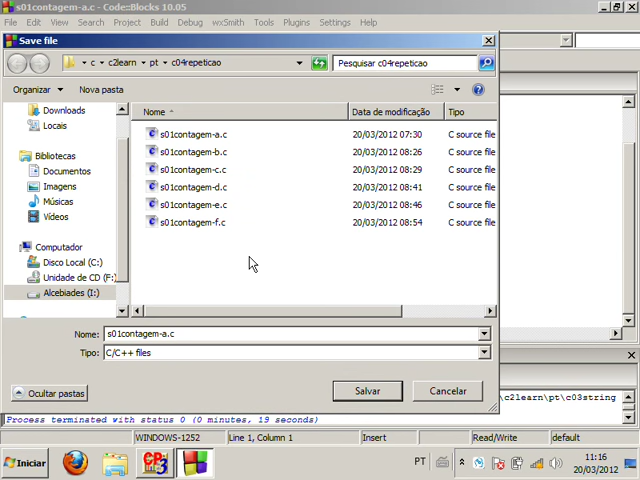 s01contagem-a.c - Code::Blocks 10.05
File Edit View Search Project Build Debug wxSmith Tools Plugins Settings Help
Save file
c c2learn pt c04repeticao
Pesquisar c04repeticao
Organizar Nova pasta
Downloads
Locais
Bibliotecas
Documentos
Imagens
Músicas
Vídeos
Computador
Disco Local (C:)
Unidade de CD (F:)
Alcebiades (I:)
Nome Data de modificação Tipo
s01contagem-a.c 20/03/2012 07:30 C source file
s01contagem-b.c 20/03/2012 08:26 C source file
s01contagem-c.c 20/03/2012 08:29 C source file
s01contagem-d.c 20/03/2012 08:41 C source file
s01contagem-e.c 20/03/2012 08:46 C source file
s01contagem-f.c 20/03/2012 08:54 C source file
Nome: s01contagem-a.c
Tipo: C/C++ files
Ocultar pastas Salvar Cancelar
c2learn\pt\c03string
Process terminated with status 0 (0 minutes, 19 seconds)
WINDOWS-1252 Line 1, Column 1 Insert Read/Write default
Iniciar
PT
11:16
20/03/2012